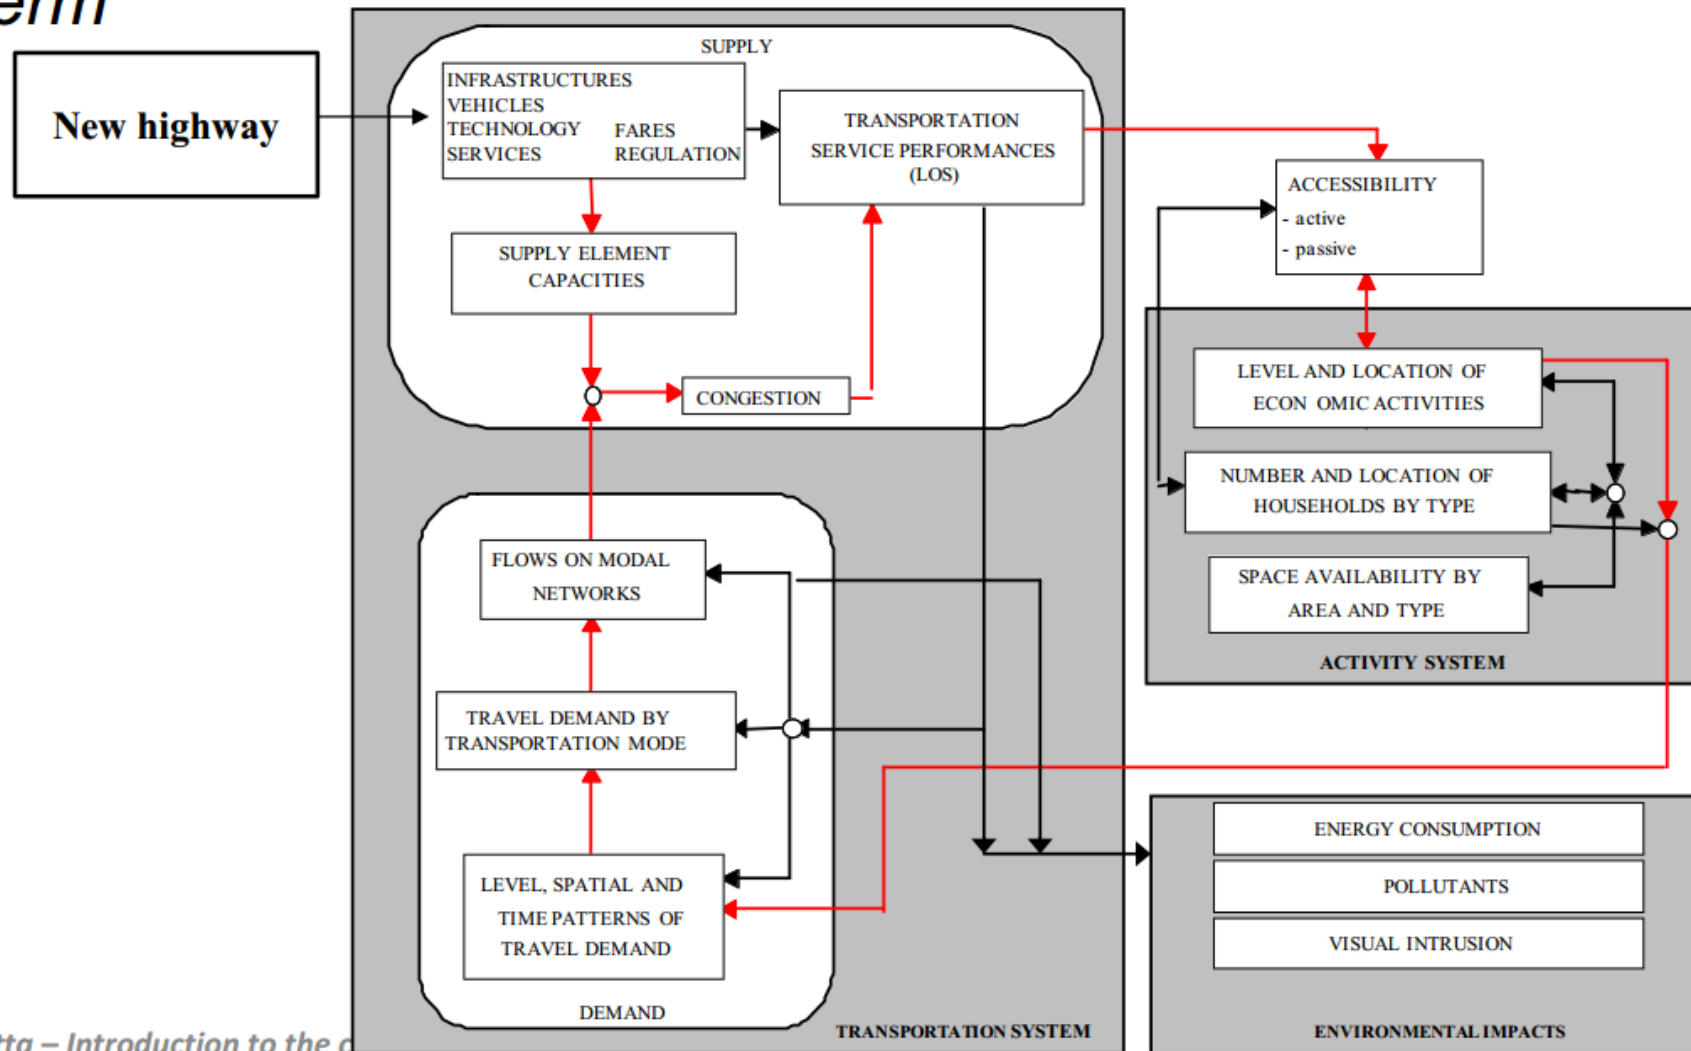 New highway
SUPPLY
INFRASTRUCTURES
VEHICLES
TECHNOLOGY FARES
SERVICES REGULATION
TRANSPORTATION
SERVICE PERFORMANCES
(LOS)
SUPPLY ELEMENT
CAPACITIES
CONGESTION
ACCESSIBILITY
- active
- passive
LEVEL AND LOCATION OF
ECON OMIC ACTIVITIES
NUMBER AND LOCATION OF
HOUSEHOLDS BY TYPE
SPACE AVAILABILITY BY
AREA AND TYPE
ACTIVITY SYSTEM
FLOWS ON MODAL
NETWORKS
TRAVEL DEMAND BY
TRANSPORTATION MODE
LEVEL, SPATIAL AND
TIME PATTERNS OF
TRAVEL DEMAND
DEMAND
TRANSPORTATION SYSTEM
ENERGY CONSUMPTION
POLLUTANTS
VISUAL INTRUSION
ENVIRONMENTAL IMPACTS
– Introduction to the